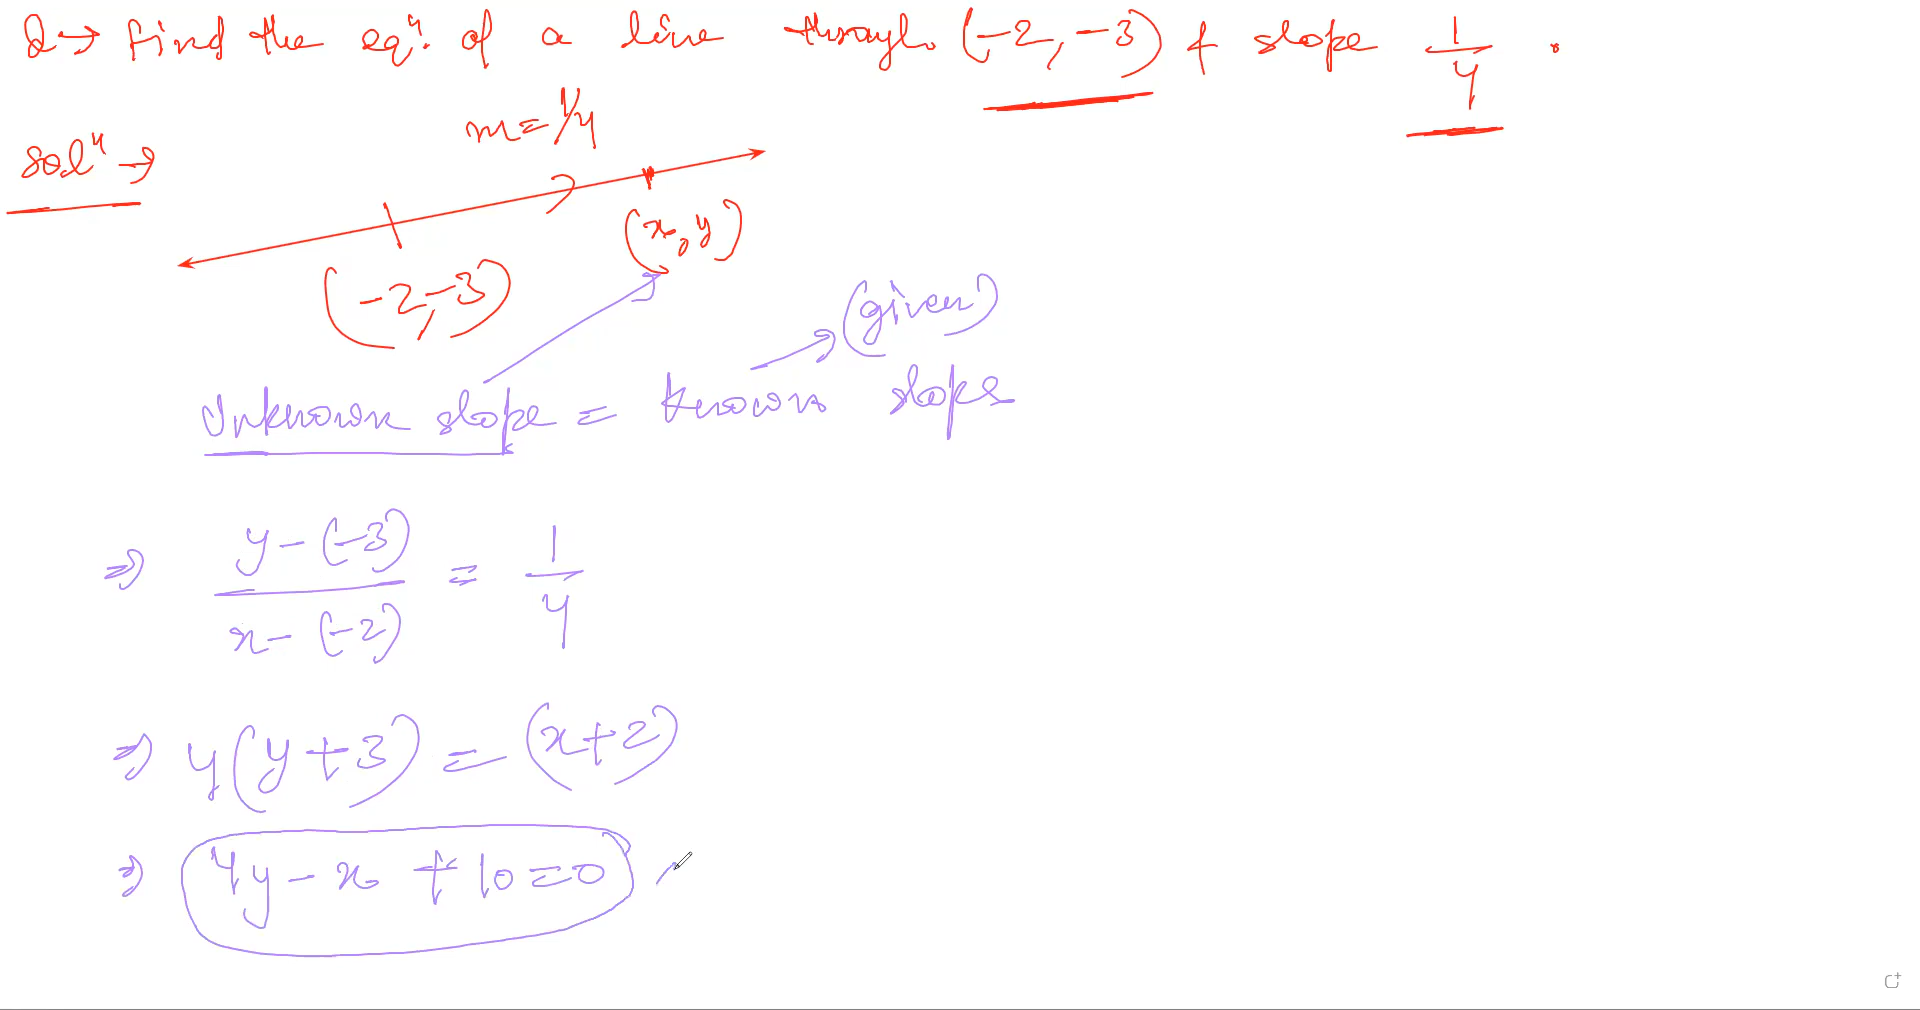 Q→ find the eqⁿ. of a line through (-2, -3) & slope 1/4 .
solⁿ →
m = 1/4
(x, y)
(-2, -3)
(given)
Unknown slope = known slope
⇒ y-(-3)/x-(-2) = 1/4
⇒ 4(y+3) = (x+2)
⇒ 4y - x + 10 = 0